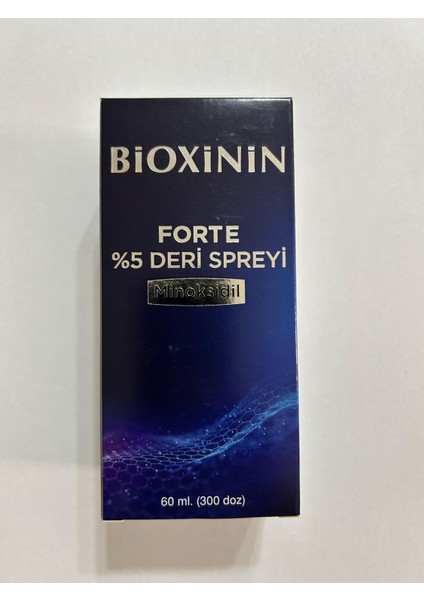 BiOXiNiN
FORTE
%5 DERİ SPREYİ
Minoksidil
60 ml. (300 doz)